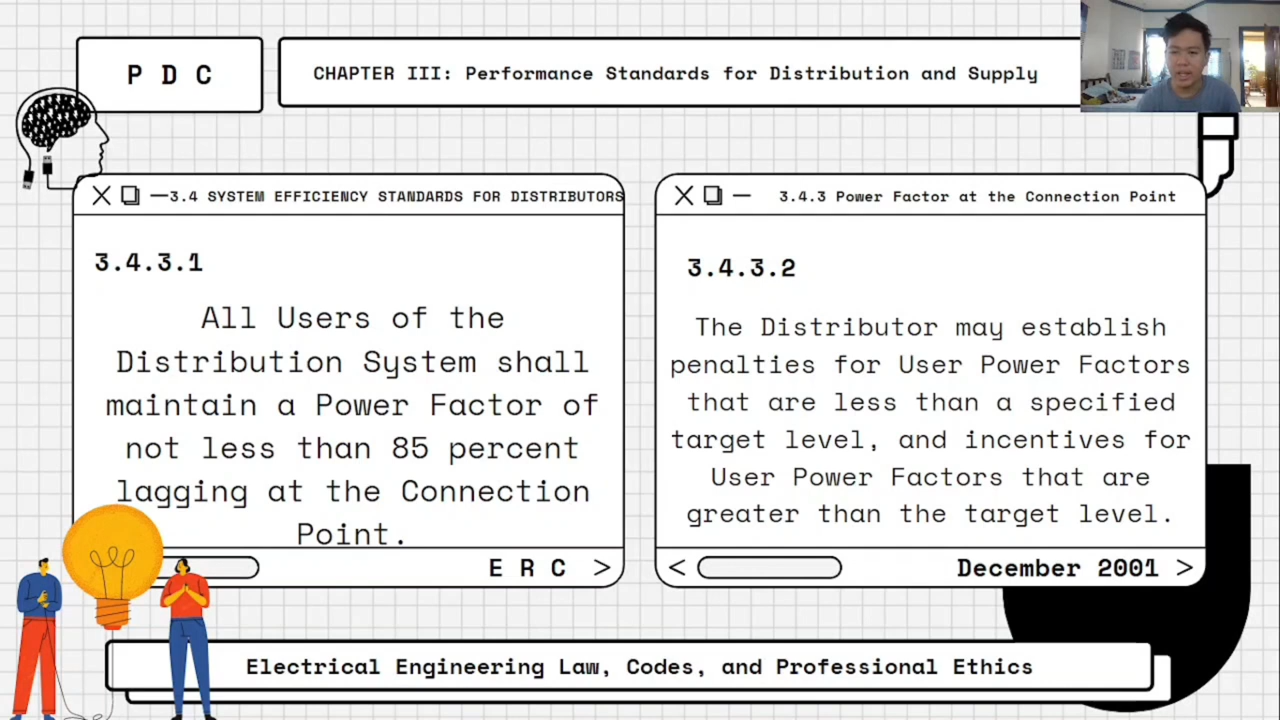 P D C
CHAPTER III: Performance Standards for Distribution and Supply
3.4 SYSTEM EFFICIENCY STANDARDS FOR DISTRIBUTORS
3.4.3.1
All Users of the
Distribution System shall
maintain a Power Factor of
not less than 85 percent
lagging at the Connection
Point.
E R C >
3.4.3 Power Factor at the Connection Point
3.4.3.2
The Distributor may establish
penalties for User Power Factors
that are less than a specified
target level, and incentives for
User Power Factors that are
greater than the target level.
< December 2001 >
Electrical Engineering Law, Codes, and Professional Ethics